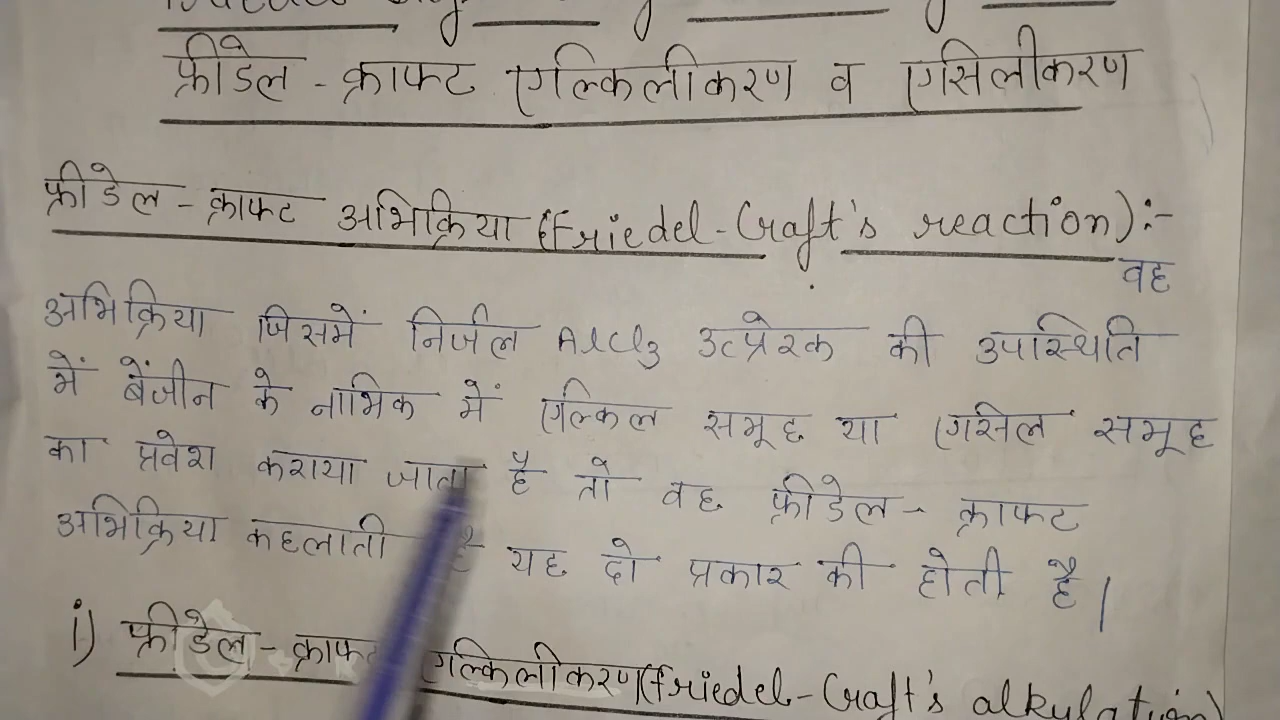 फ्रीडेल - क्राफ्ट एल्किलीकरण व एसिलीकरण
फ्रीडेल - क्राफ्ट अभिक्रिया (Friedel - Craft's reaction) :-
वह
अभिक्रिया जिसमें निर्जल AlCl3 उत्प्रेरक की उपस्थिति
में बेंजीन के नाभिक में एल्किल समूह या एसिल समूह
का प्रवेश कराया जाता है तो वह फ्रीडेल - क्राफ्ट
अभिक्रिया कहलाती है यह दो प्रकार की होती है।
i) फ्रीडेल - क्राफ्ट एल्किलीकरण (Friedel - Craft's alkylation)